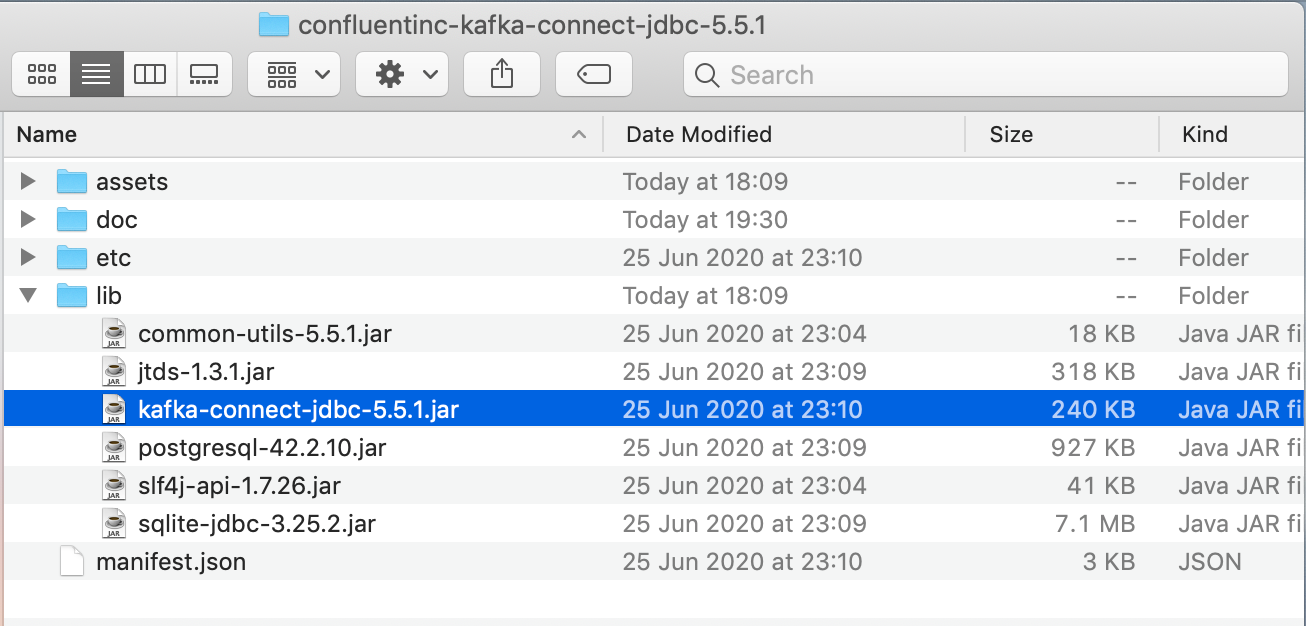 confluentinc-kafka-connect-jdbc-5.5.1
Search
Name Date Modified Size Kind
assets Today at 18:09 -- Folder
doc Today at 19:30 -- Folder
etc 25 Jun 2020 at 23:10 -- Folder
lib Today at 18:09 -- Folder
JAR common-utils-5.5.1.jar 25 Jun 2020 at 23:04 18 KB Java JAR fi
JAR jtds-1.3.1.jar 25 Jun 2020 at 23:09 318 KB Java JAR fi
JAR kafka-connect-jdbc-5.5.1.jar 25 Jun 2020 at 23:10 240 KB Java JAR fi
JAR postgresql-42.2.10.jar 25 Jun 2020 at 23:09 927 KB Java JAR fi
JAR slf4j-api-1.7.26.jar 25 Jun 2020 at 23:04 41 KB Java JAR fi
JAR sqlite-jdbc-3.25.2.jar 25 Jun 2020 at 23:09 7.1 MB Java JAR fi
manifest.json 25 Jun 2020 at 23:10 3 KB JSON